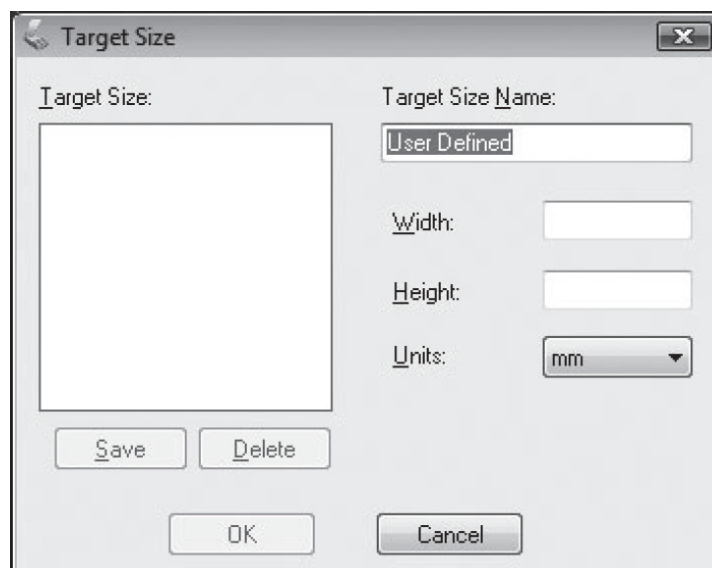 Target Size
Target Size:
Target Size Name:
User Defined
Width:
Height:
Units:
mm
Save
Delete
OK
Cancel